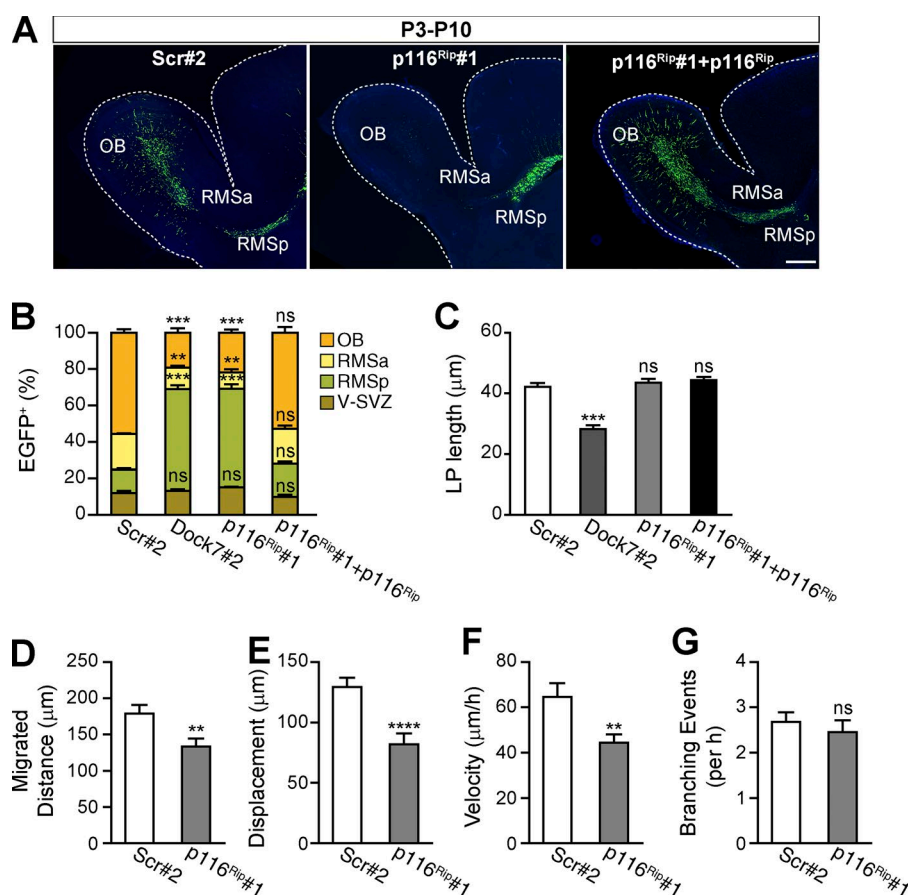 A
P3-P10
Scr#2
p116Rip#1
p116Rip#1+p116Rip
OB
RMSa
RMSp
OB
RMSa
RMSp
OB
RMSa
RMSp
B
EGFP+ (%)
100
80
60
40
20
0
***
***
ns
**
**
***
***
ns
ns
ns
ns
ns
OB
RMSa
RMSp
V-SVZ
Scr#2
Dock7#2
p116Rip#1
p116Rip#1+p116Rip
C
LP length (μm)
60
40
20
0
***
ns
ns
Scr#2
Dock7#2
p116Rip#1
p116Rip#1+p116Rip
D
Migrated
Distance (μm)
250
200
150
100
50
0
**
Scr#2
p116Rip#1
E
Displacement (μm)
150
100
50
0
****
Scr#2
p116Rip#1
F
Velocity (μm/h)
80
60
40
20
0
**
Scr#2
p116Rip#1
G
Branching Events
(per h)
4
3
2
1
0
ns
Scr#2
p116Rip#1